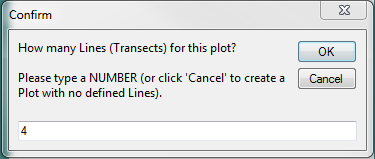 Confirm
How many Lines (Transects) for this plot?
OK
Please type a NUMBER (or click 'Cancel' to create a
Plot with no defined Lines).
Cancel
4